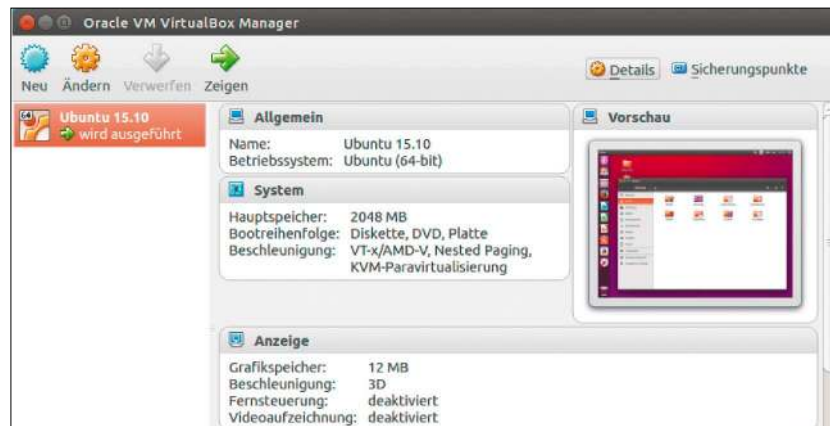 Oracle VM VirtualBox Manager
Neu Ändern Verwerfen Zeigen
Details Sicherungspunkte
64
Ubuntu 15.10
wird ausgeführt
Allgemein
Name: Ubuntu 15.10
Betriebssystem: Ubuntu (64-bit)
System
Hauptspeicher: 2048 MB
Bootreihenfolge: Diskette, DVD, Platte
Beschleunigung: VT-x/AMD-V, Nested Paging,
KVM-Paravirtualisierung
Vorschau
Anzeige
Grafikspeicher: 12 MB
Beschleunigung: 3D
Fernsteuerung: deaktiviert
Videoaufzeichnung: deaktiviert